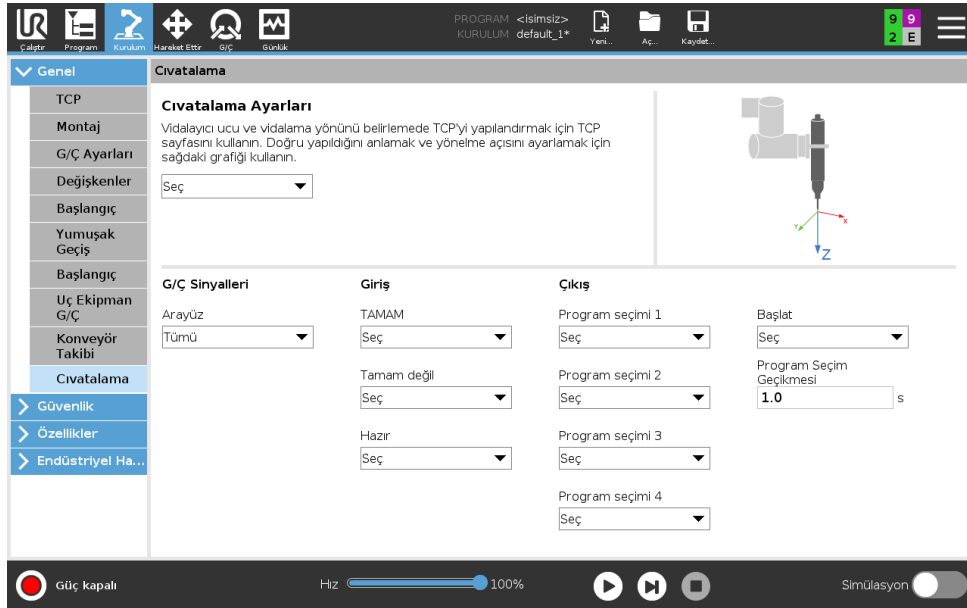 PROGRAM <isimsiz>
KURULUM default_1*
UR
Çalıştır
Program
Kurulum
Hareket Ettir
G/Ç
Günlük
Yeni...
Aç...
Kaydet...
9 9
2 E
Genel
TCP
Montaj
G/Ç Ayarları
Değişkenler
Başlangıç
Yumuşak
Geçiş
Başlangıç
Uç Ekipman
G/Ç
Konveyör
Takibi
Cıvatalama
Güvenlik
Özellikler
Endüstriyel Ha...
Cıvatalama
Cıvatalama Ayarları
Vidalayıcı ucu ve vidalama yönünü belirlemede TCP'yi yapılandırmak için TCP
sayfasını kullanın. Doğru yapıldığını anlamak ve yönelme açısını ayarlamak için
sağdaki grafiği kullanın.
Seç
Y
X
Z
G/Ç Sinyalleri
Arayüz
Tümü
Giriş
TAMAM
Seç
Tamam değil
Seç
Hazır
Seç
Çıkış
Program seçimi 1
Seç
Program seçimi 2
Seç
Program seçimi 3
Seç
Program seçimi 4
Seç
Başlat
Seç
Program Seçim
Geçikmesi
1.0 s
Güç kapalı
Hız 100%
Simülasyon